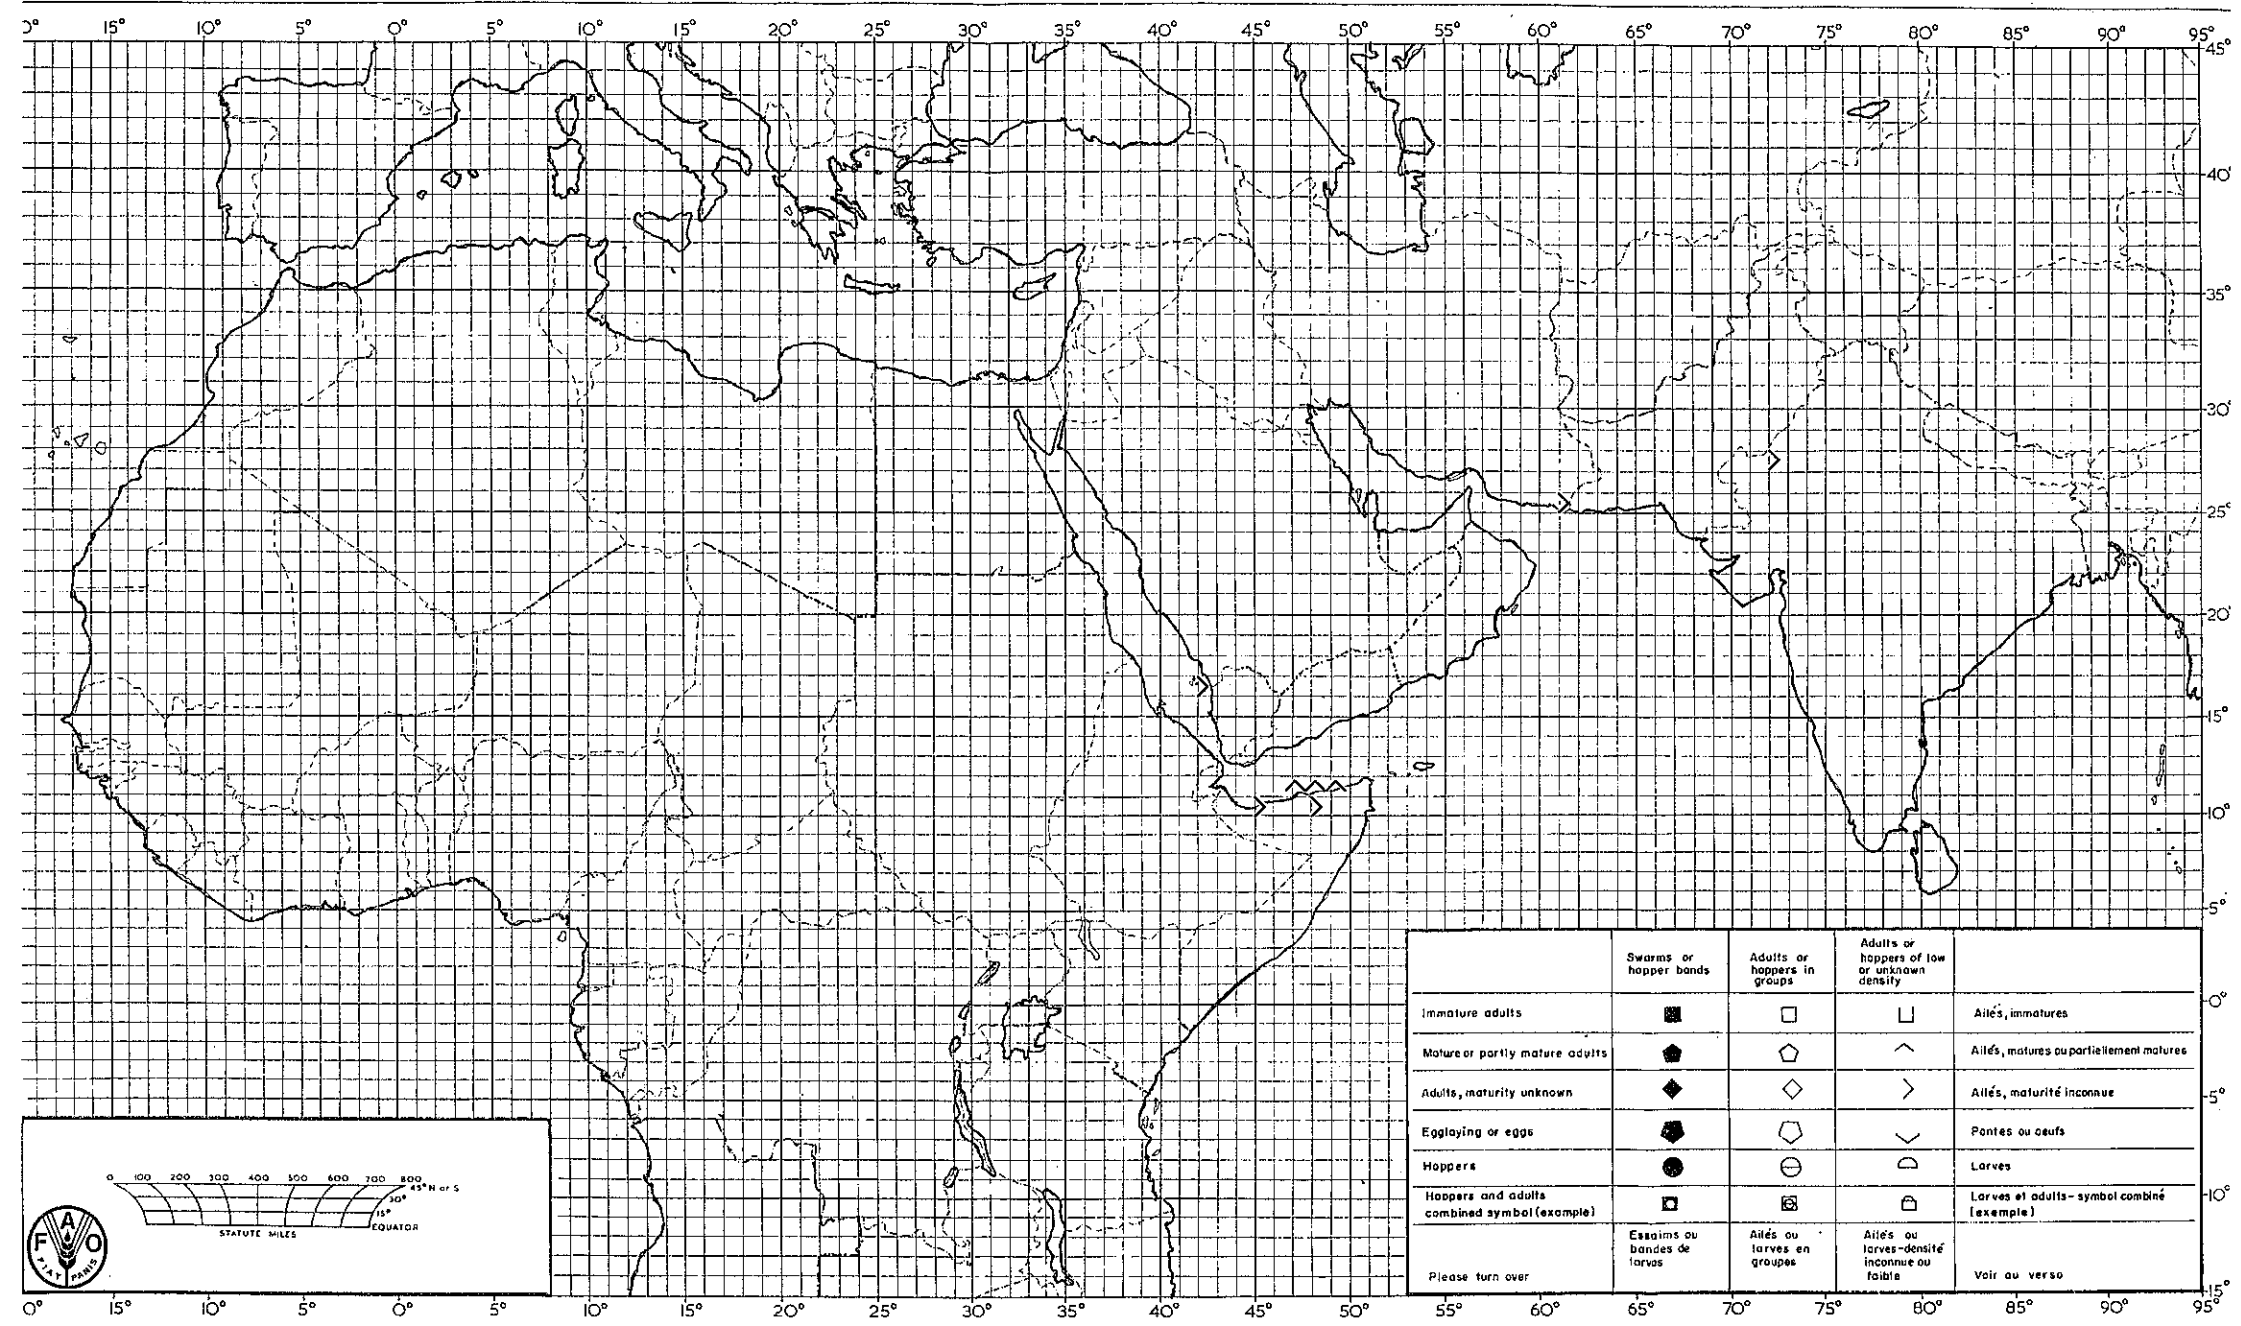 0° 15° 10° 5° 0° 5° 10° 15° 20° 25° 30° 35° 40° 45° 50° 55° 60° 65° 70° 75° 80° 85° 90° 95°
45°
40°
35°
30°
25°
20°
15°
10°
5°
0°
5°
10°
15°
Swarms or hopper bands
Adults or hoppers in groups
Adults or hoppers of low or unknown density
Immature adults
Ailés, immatures
Mature or partly mature adults
Ailés, matures ou partiellement matures
Adults, maturity unknown
Ailés, maturité inconnue
Egglaying or eggs
Pontes ou oeufs
Hoppers
Larves
Hoppers and adults combined symbol (example)
Larves et adults - symbol combiné (exemple)
Essaims ou bandes de larves
Ailés ou larves en groupes
Ailés ou larves-densité inconnue ou faible
Please turn over
Voir au verso
0 100 200 300 400 500 600 700 800
45° N or S
30°
15°
EQUATOR
STATUTE MILES
F A O
FIAT PANIS
0° 15° 10° 5° 0° 5° 10° 15° 20° 25° 30° 35° 40° 45° 50° 55° 60° 65° 70° 75° 80° 85° 90° 95°